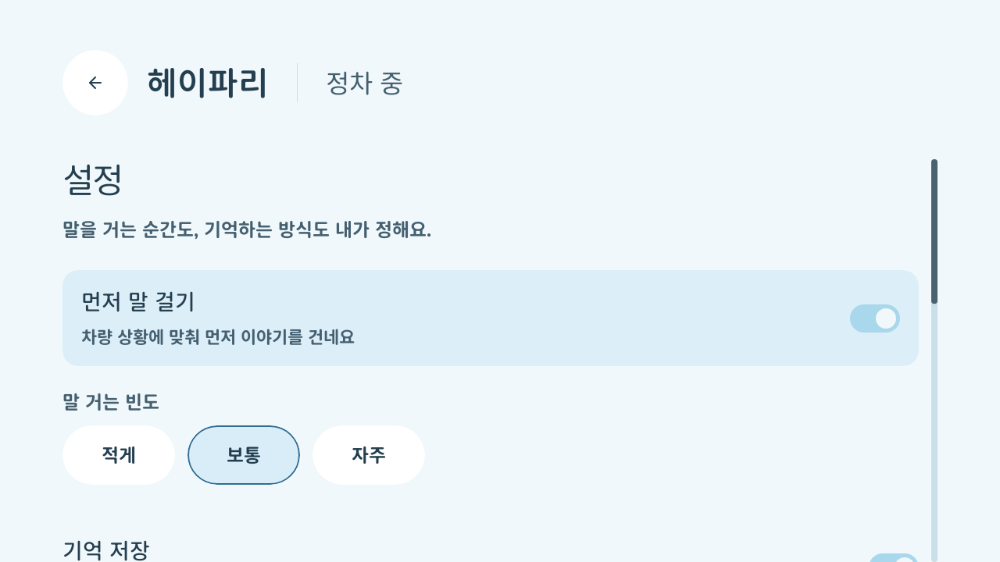 헤이파리
정차 중
설정
말을 거는 순간도, 기억하는 방식도 내가 정해요.
먼저 말 걸기
차량 상황에 맞춰 먼저 이야기를 건네요
말 거는 빈도
적게
보통
자주
기억 저장